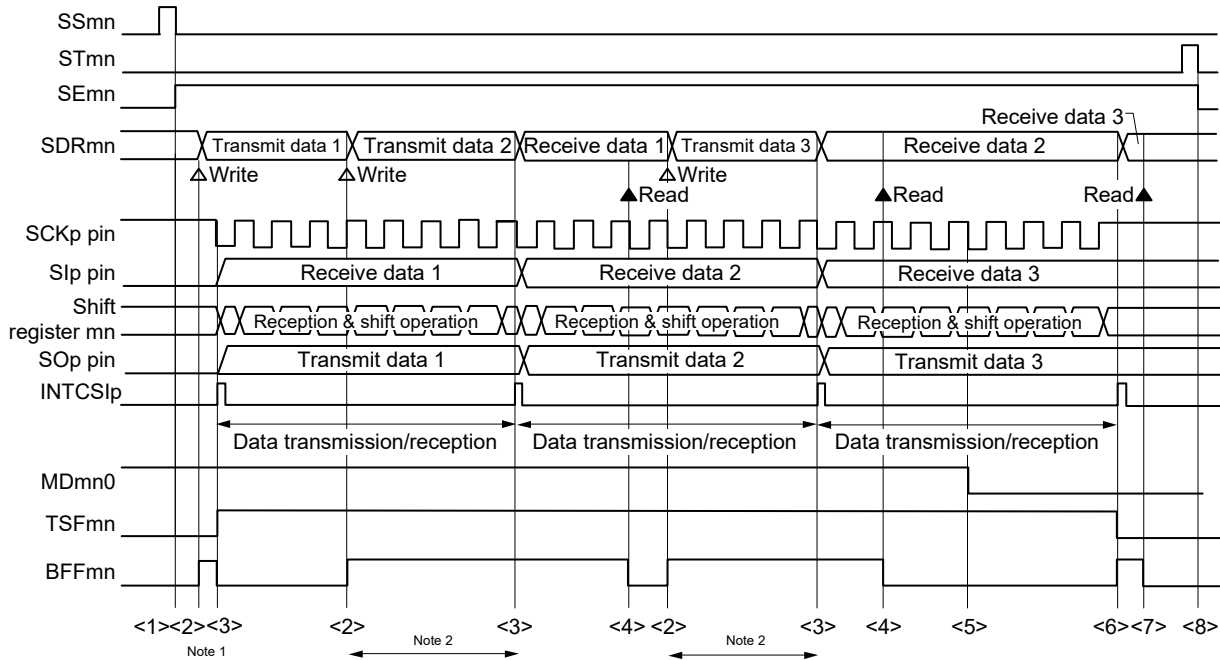 SSmn
STmn
SEmn
Receive data 3
SDRmn Transmit data 1 Transmit data 2 Receive data 1 Transmit data 3 Receive data 2
Write Write Write
Read Read Read
SCKp pin
SIp pin Receive data 1 Receive data 2 Receive data 3
Shift
register mn Reception & shift operation Reception & shift operation Reception & shift operation
SOp pin Transmit data 1 Transmit data 2 Transmit data 3
INTCSIp
Data transmission/reception Data transmission/reception Data transmission/reception
MDmn0
TSFmn
BFFmn
<1> <2> <3> <2> <3> <4> <2> <3> <4> <5> <6> <7> <8>
Note 1 Note 2 Note 2